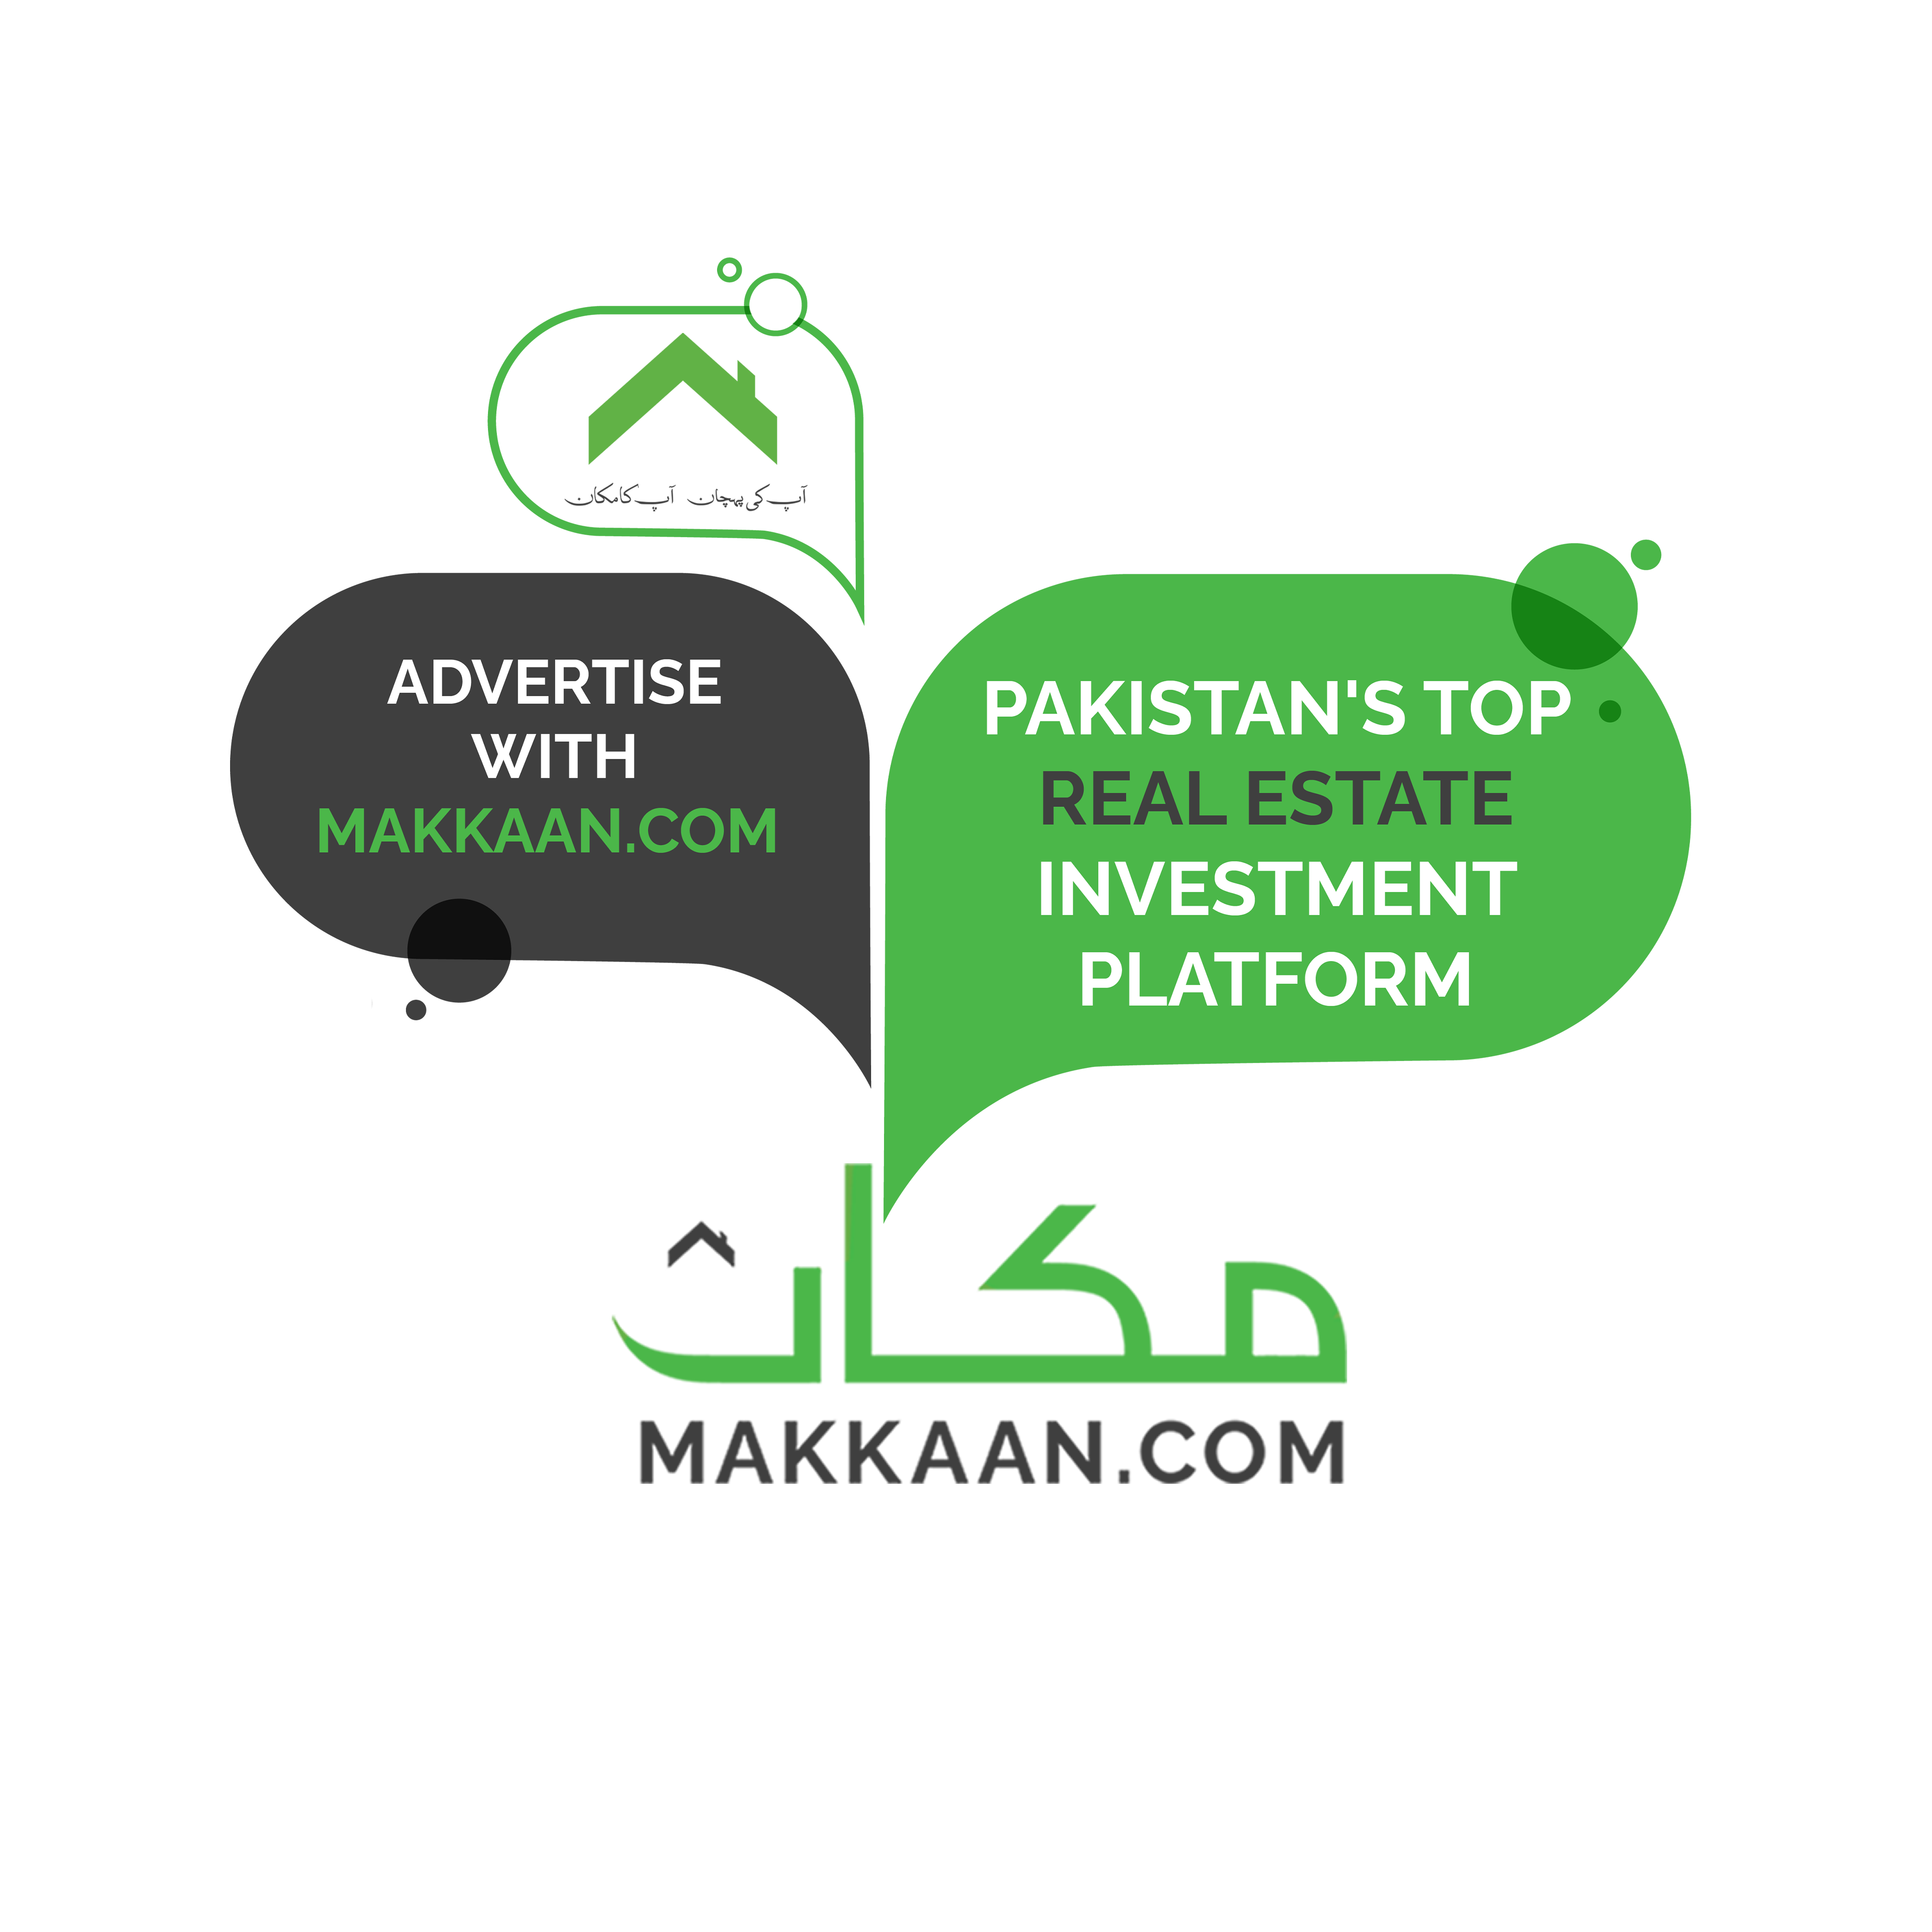 آپ کی پہچان آپ کا مکان
ADVERTISE
WITH
MAKKAAN.COM
PAKISTAN'S TOP
REAL ESTATE
INVESTMENT
PLATFORM
مکان
MAKKAAN.COM